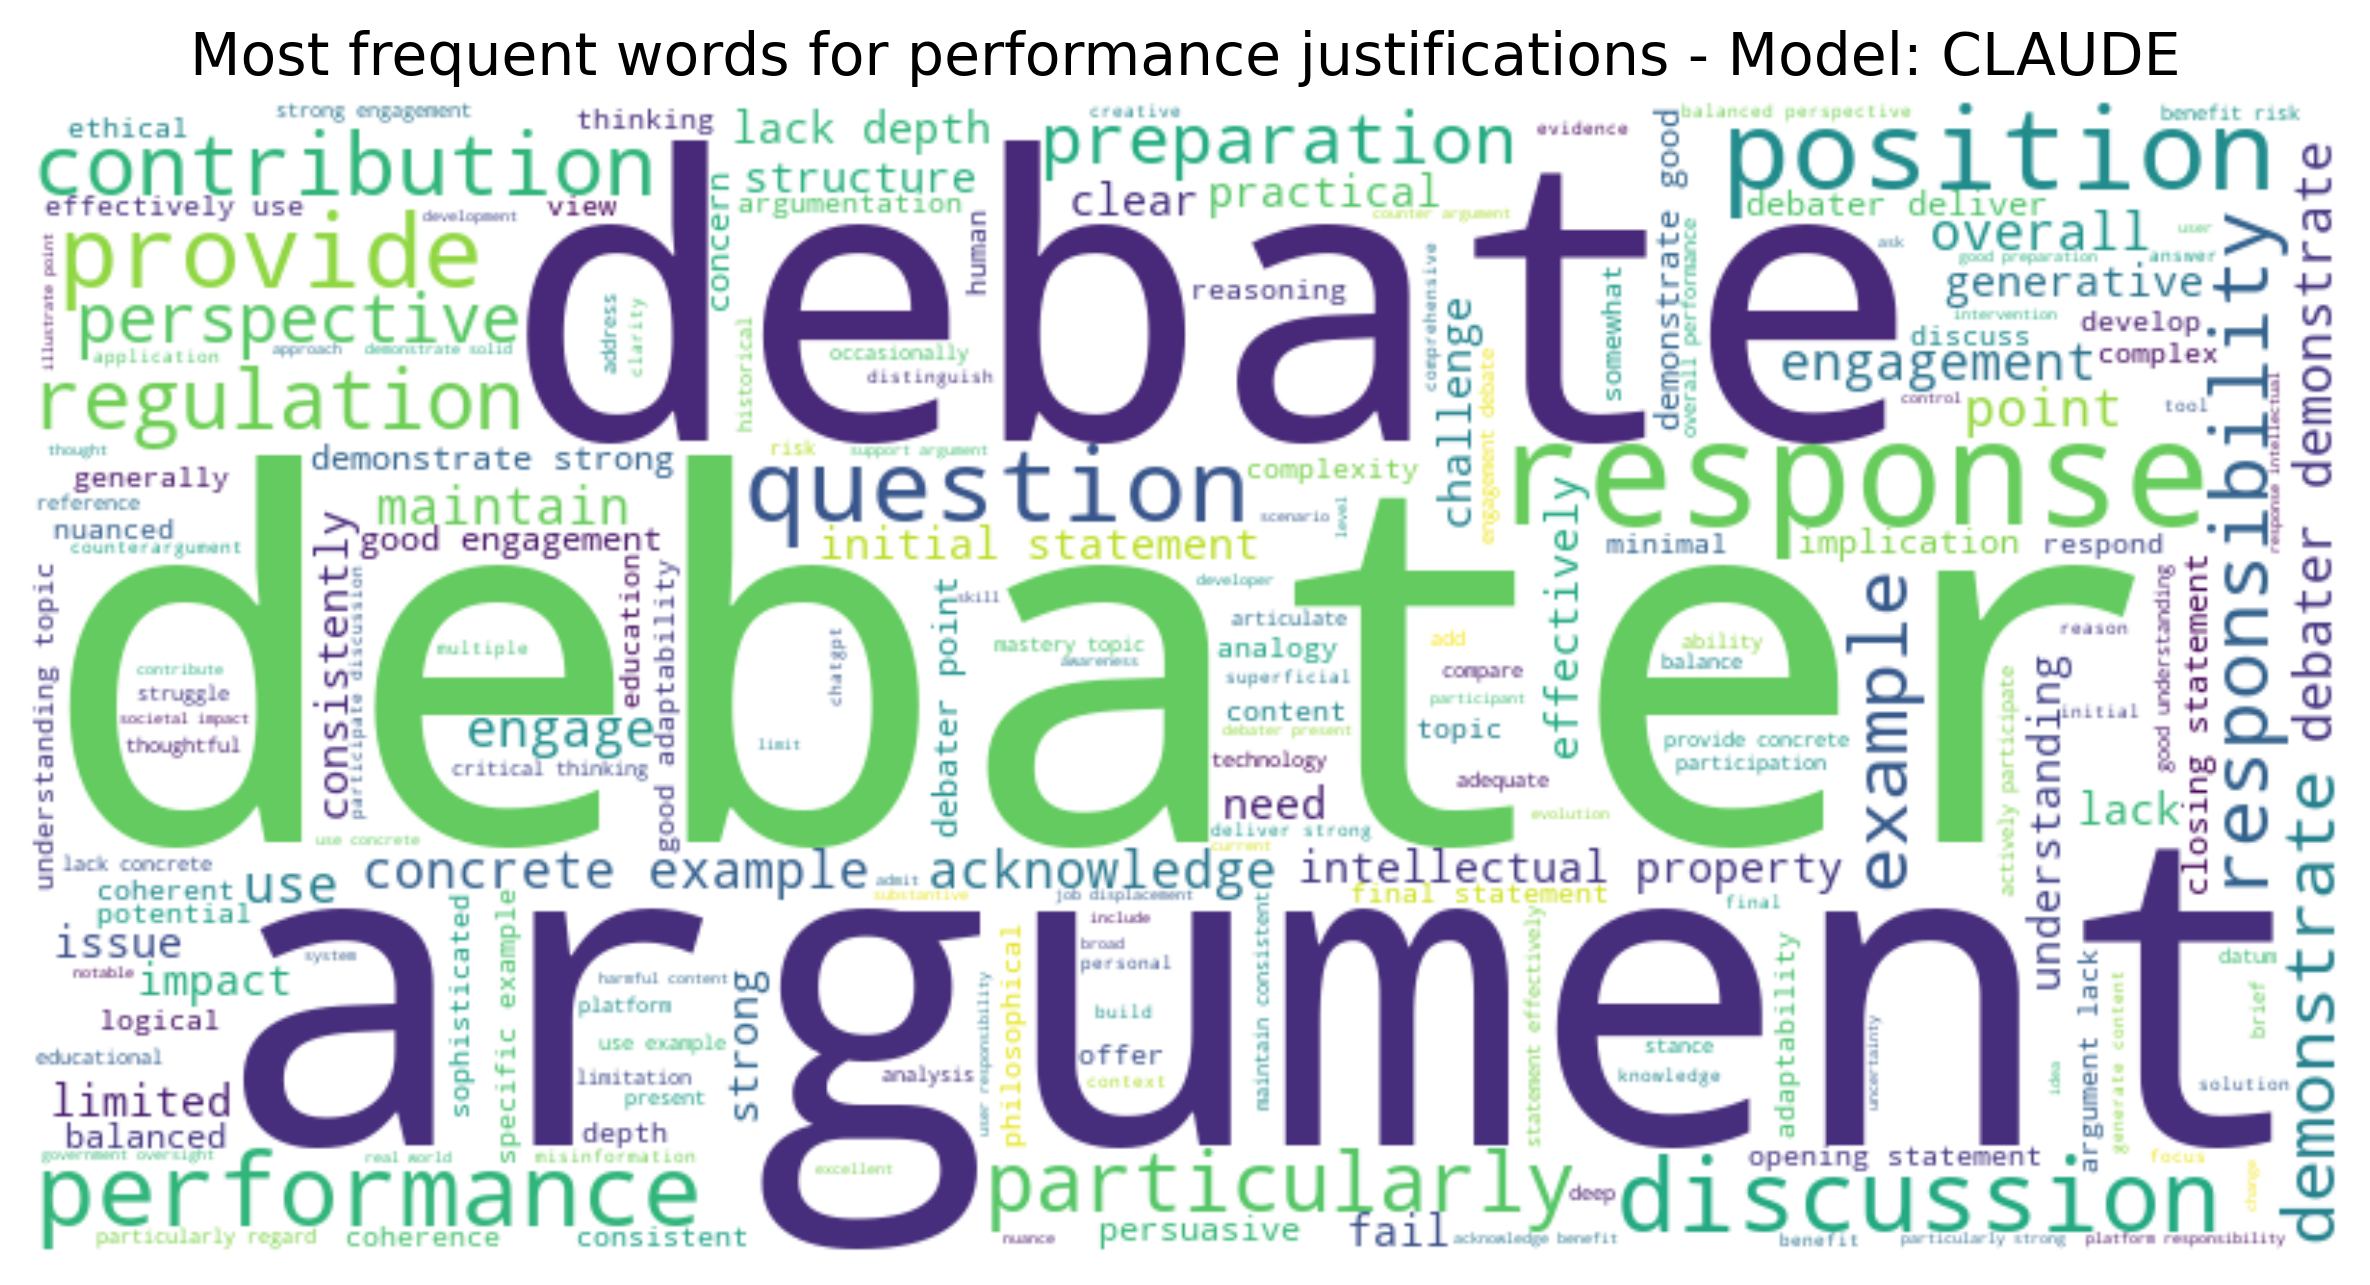 Most frequent words for performance justifications - Model: CLAUDE
strong engagement
ethical
thinking
lack depth
creative
preparation
evidence
balanced perspective
benefit risk
contribution
debate
position
structure
effectively use
development
view
argumentation
clear
practical
counter argument
debater deliver
demonstrate good
provide
concern
human
overall
ask
user
good preparation
answer
illustrate point
perspective
address
clarity
reasoning
comprehensive
somewhat
overall performance
generative
intervention
develop
application
approach
demonstrate solid
historical
occasionally
distinguish
challenge
engagement debate
discuss
engagement
complex
regulation
control
point
tool
responsibility
demonstrate debater demonstrate
response intellectual
thought
generally
demonstrate strong
risk
support argument
question
complexity
response
reference
maintain
scenario
level
nuanced
counterargument
good engagement
initial statement
effectively
minimal
implication
respond
understanding topic
debater
consistently
participate discussion
education
good adaptability
developer
skill
debater point
articulate
add
ability
example
reason
good understanding
closing statement
contribute
multiple
chatgpt
mastery topic
awareness
analogy
compare
balance
struggle
superficial
participant
actively participate
understanding
initial
societal impact
engage
content
debater present
topic
provide concrete
thoughtful
limit
critical thinking
technology
adequate
participation
need
evolution
lack
use concrete
deliver strong
current
lack concrete
concrete example
acknowledge
intellectual property
coherent
use
admit
substantive
job displacement
final statement
final
potential
argument
sophisticated
specific example
include
issue
system
broad
personal
datum
notable
impact
harmful content
strong
user responsibility
philosophical
maintain consistent
statement effectively
adaptability
argument lack
generate content
brief
platform
build
logical
use example
offer
stance
uncertainty
educational
limitation
analysis
context
knowledge
idea
solution
limited
present
balanced
depth
government oversight
real world
misinformation
opening statement
focus
performance
excellent
particularly
deep
discussion
change
particularly regard
coherence
consistent
nuance
persuasive
fail
acknowledge benefit
benefit
particularly strong
platform responsibility